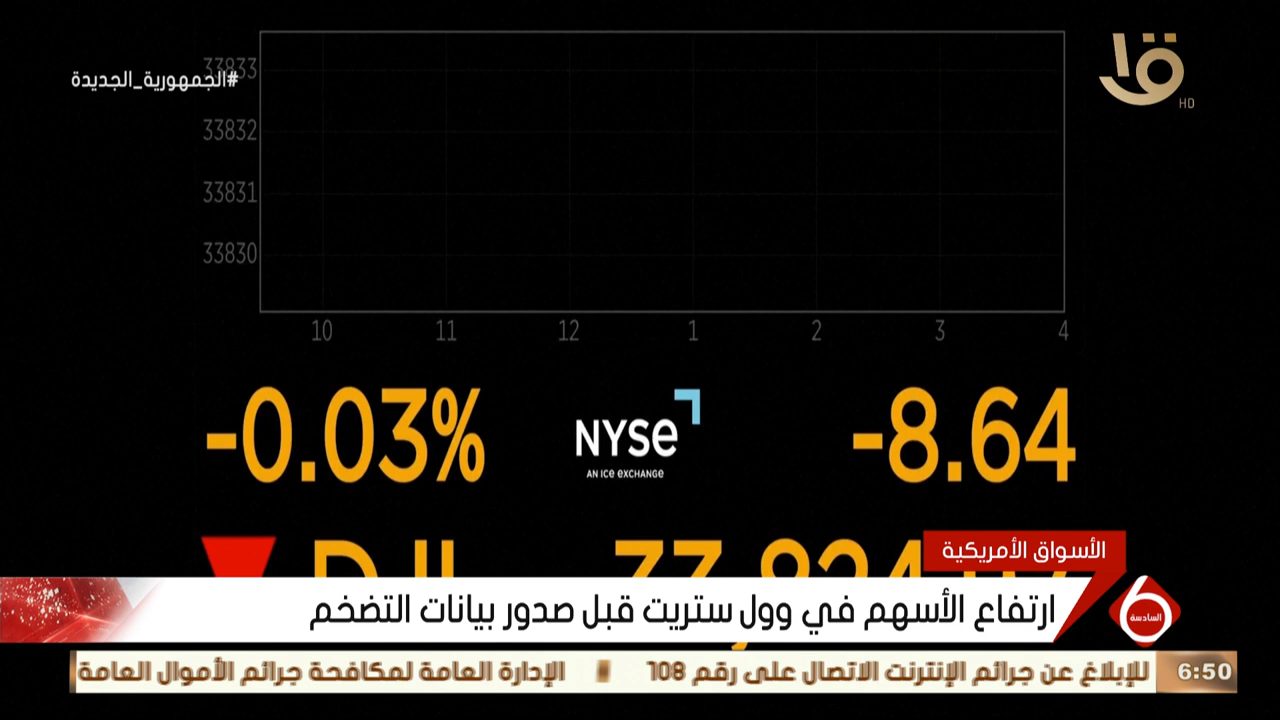 HD
#الجمهورية_الجديدة
33833
33832
33831
33830
10 11 12 1 2 3 4
-0.03% NYSE -8.64
AN ICE EXCHANGE
الأسواق الأمريكية
ارتفاع الأسهم في وول ستريت قبل صدور بيانات التضخم
السادسة
6:50 للإبلاغ عن جرائم الإنترنت الاتصال على رقم 108 الإدارة العامة لمكافحة جرائم الأموال العامة